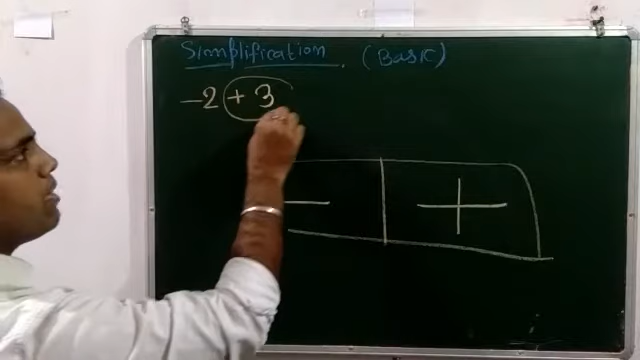 Simplification. (Basic)
-2 + 3
- +